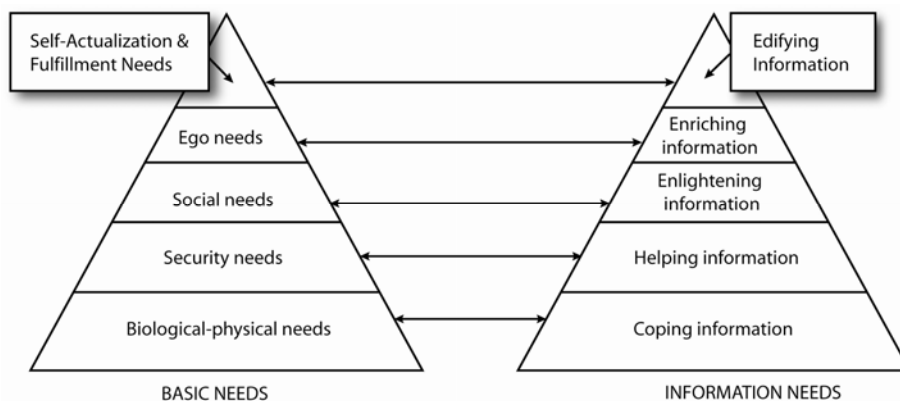 Self-Actualization &
Fulfillment Needs
Edifying
Information
Ego needs
Enriching
information
Social needs
Enlightening
information
Security needs
Helping information
Biological-physical needs
Coping information
BASIC NEEDS
INFORMATION NEEDS